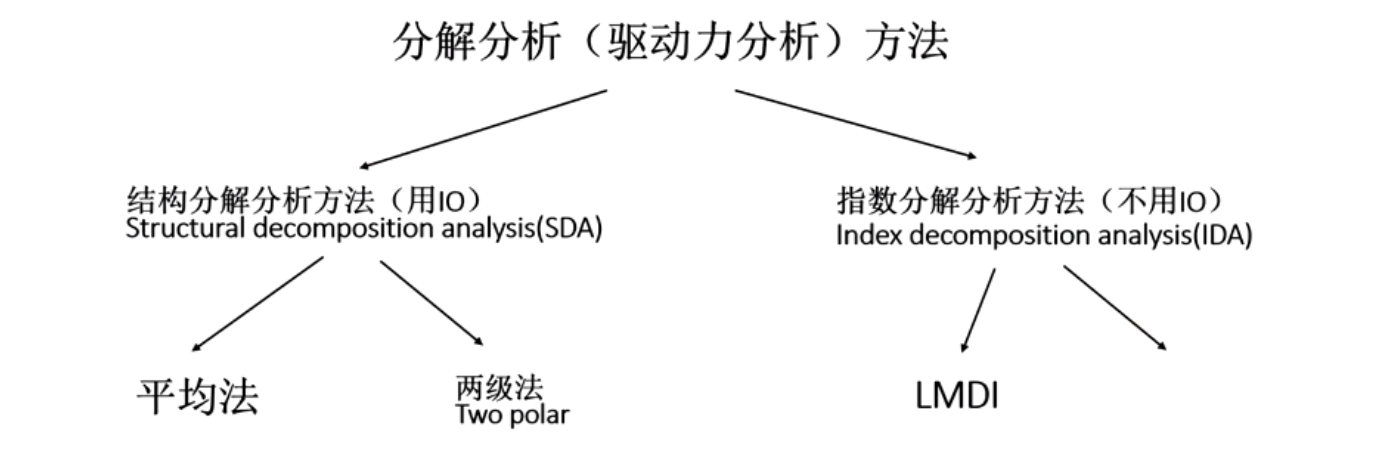 分解分析（驱动力分析）方法
结构分解分析方法（用IO）
Structural decomposition analysis(SDA)
指数分解分析方法（不用IO）
Index decomposition analysis(IDA)
平均法
两级法
Two polar
LMDI